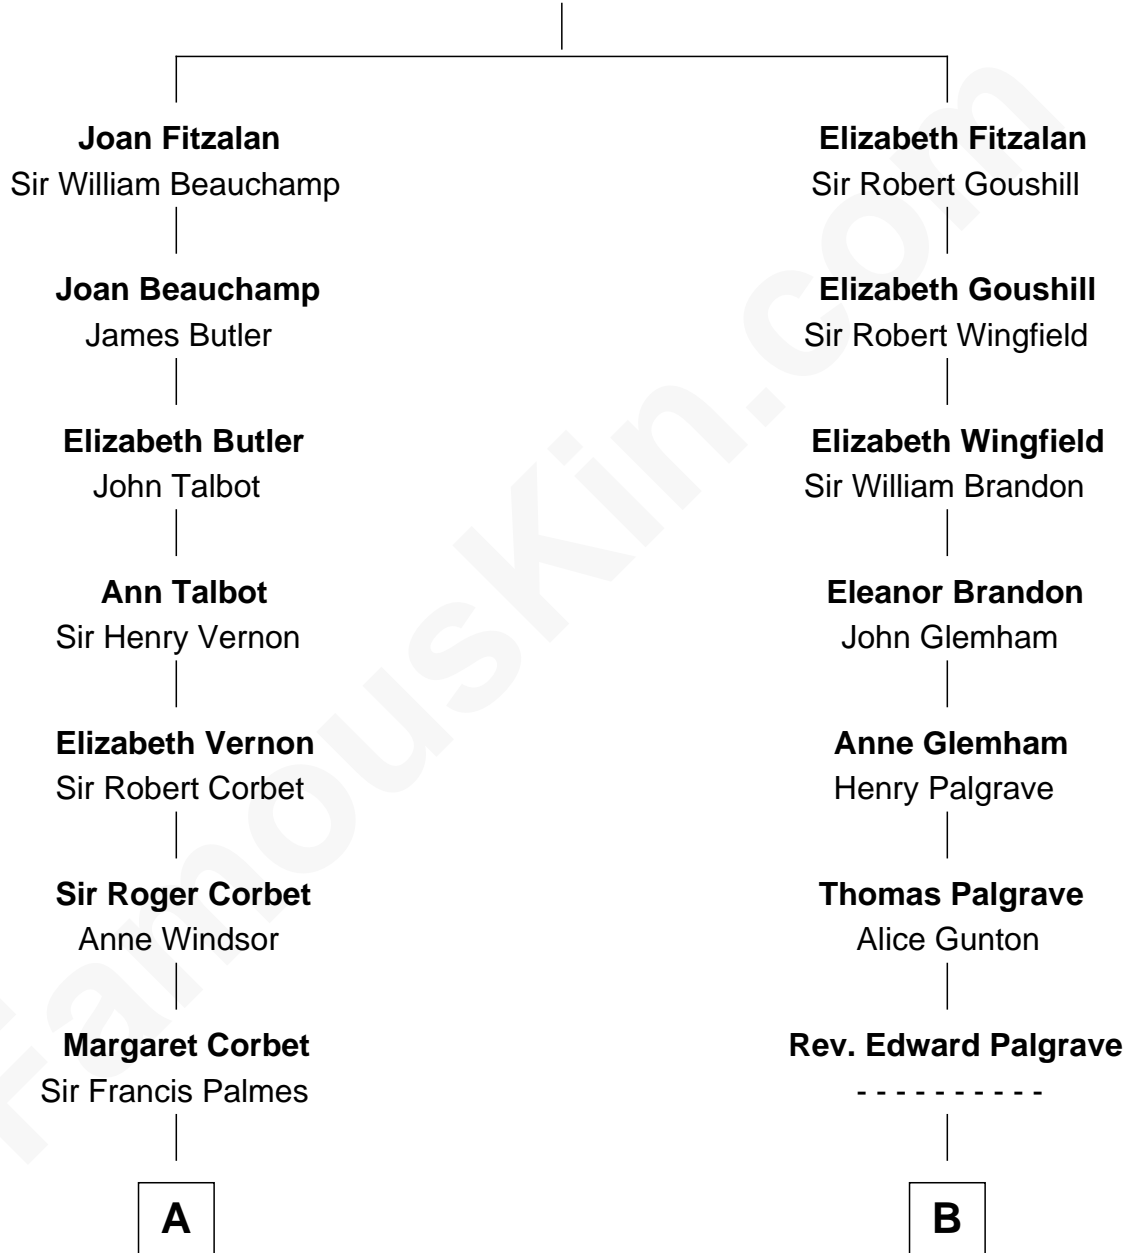 Joan Fitzalan
Sir William Beauchamp
Joan Beauchamp
James Butler
Elizabeth Butler
John Talbot
Ann Talbot
Sir Henry Vernon
Elizabeth Vernon
Sir Robert Corbet
Sir Roger Corbet
Anne Windsor
Margaret Corbet
Sir Francis Palmes
A
Elizabeth Fitzalan
Sir Robert Goushill
Elizabeth Goushill
Sir Robert Wingfield
Elizabeth Wingfield
Sir William Brandon
Eleanor Brandon
John Glemham
Anne Glemham
Henry Palgrave
Thomas Palgrave
Alice Gunton
Rev. Edward Palgrave
- - - - - - - - - -
B
FamousKin.com